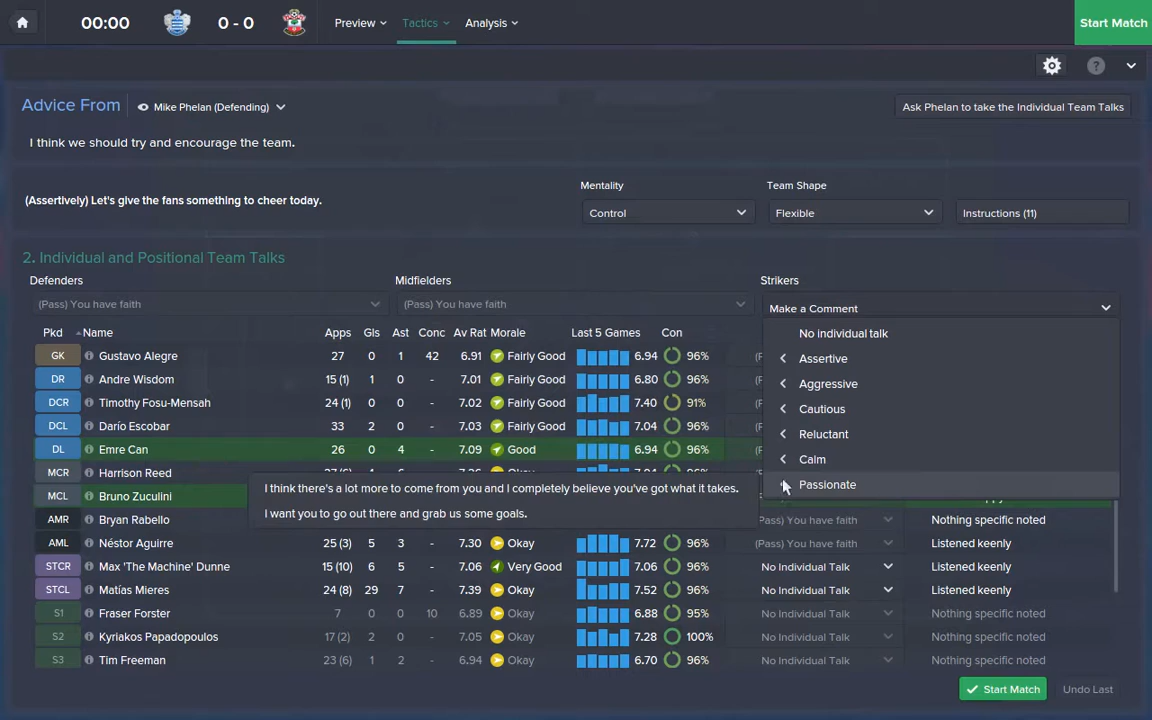 00:00 0 - 0 Preview Tactics Analysis Start Match
Advice From Mike Phelan (Defending) Ask Phelan to take the Individual Team Talks
I think we should try and encourage the team.
Mentality Team Shape
(Assertively) Let's give the fans something to cheer today.
Control Flexible Instructions (11)
2. Individual and Positional Team Talks
Defenders Midfielders Strikers
(Pass) You have faith (Pass) You have faith Make a Comment
Pkd Name Apps Gls Ast Conc Av Rat Morale Last 5 Games Con No individual talk
GK Gustavo Alegre 27 0 1 42 6.91 Fairly Good 6.94 96% Assertive
DR Andre Wisdom 15 (1) 1 0 - 7.01 Fairly Good 6.80 96% Aggressive
DCR Timothy Fosu-Mensah 24 (1) 0 0 - 7.02 Fairly Good 7.40 91% Cautious
DCL Darío Escobar 33 2 0 - 7.03 Fairly Good 7.04 96% Reluctant
DL Emre Can 26 0 4 - 7.09 Good 6.94 96% Calm
MCR Harrison Reed
Passionate
I think there's a lot more to come from you and I completely believe you've got what it takes.
MCL Bruno Zuculini
I want you to go out there and grab us some goals.
AMR Bryan Rabello (Pass) You have faith Nothing specific noted
AML Néstor Aguirre 25 (3) 5 3 - 7.30 Okay 7.72 96% (Pass) You have faith Listened keenly
STCR Max 'The Machine' Dunne 15 (10) 6 5 - 7.06 Very Good 7.06 96% No Individual Talk Listened keenly
STCL Matías Mieres 24 (8) 29 7 - 7.39 Okay 7.52 96% No Individual Talk Listened keenly
S1 Fraser Forster 7 0 0 10 6.89 Okay 6.88 95% No Individual Talk Nothing specific noted
S2 Kyriakos Papadopoulos 17 (2) 2 0 - 7.05 Okay 7.28 100% No Individual Talk Nothing specific noted
S3 Tim Freeman 23 (6) 1 2 - 6.94 Okay 6.70 96% No Individual Talk Nothing specific noted
Start Match Undo Last